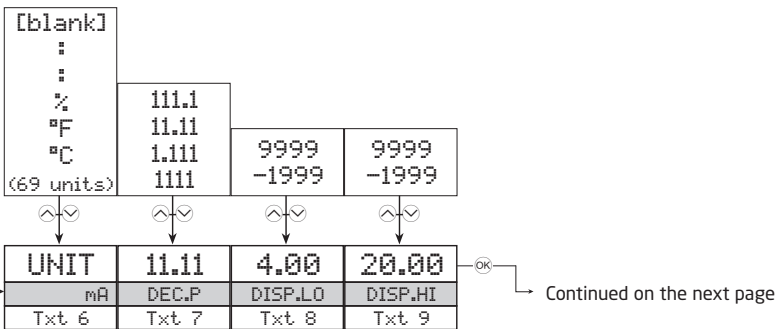 [blank]
:
:
%
°F
°C
(69 units)
111.1
11.11
1.111
1111
9999
-1999
9999
-1999
UNIT 11.11 4.00 20.00 OK
mA DEC.P DISP.LO DISP.HI
Txt 6 Txt 7 Txt 8 Txt 9
Continued on the next page